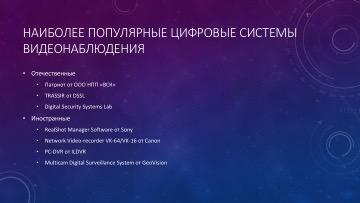 НАИБОЛЕЕ ПОПУЛЯРНЫЕ ЦИФРОВЫЕ СИСТЕМЫ
ВИДЕОНАБЛЮДЕНИЯ
• Отечественные
• Патриот от ООО НПП «ВСК»
• TRASSIR от DSSL
• Digital Security Systems Lab
• Иностранные
• RealShot Manager Software от Sony
• Network Video-recorder VK-64/VK-16 от Canon
• PC-DVR от ILDVR
• Multicam Digital Surveillance System от GeoVision